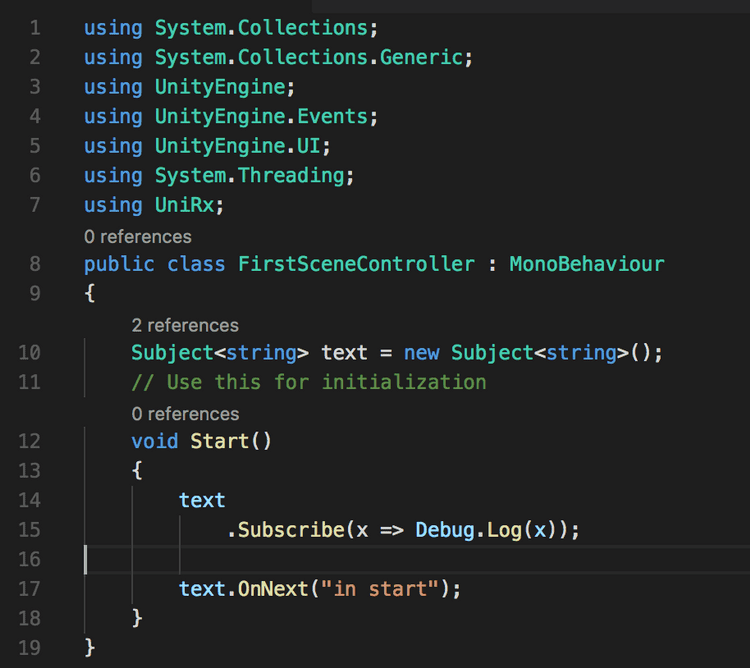 1 using System.Collections;
2 using System.Collections.Generic;
3 using UnityEngine;
4 using UnityEngine.Events;
5 using UnityEngine.UI;
6 using System.Threading;
7 using UniRx;
0 references
8 public class FirstSceneController : MonoBehaviour
9 {
2 references
10 Subject<string> text = new Subject<string>();
11 // Use this for initialization
0 references
12 void Start()
13 {
14 text
15 .Subscribe(x => Debug.Log(x));
16
17 text.OnNext("in start");
18 }
19 }